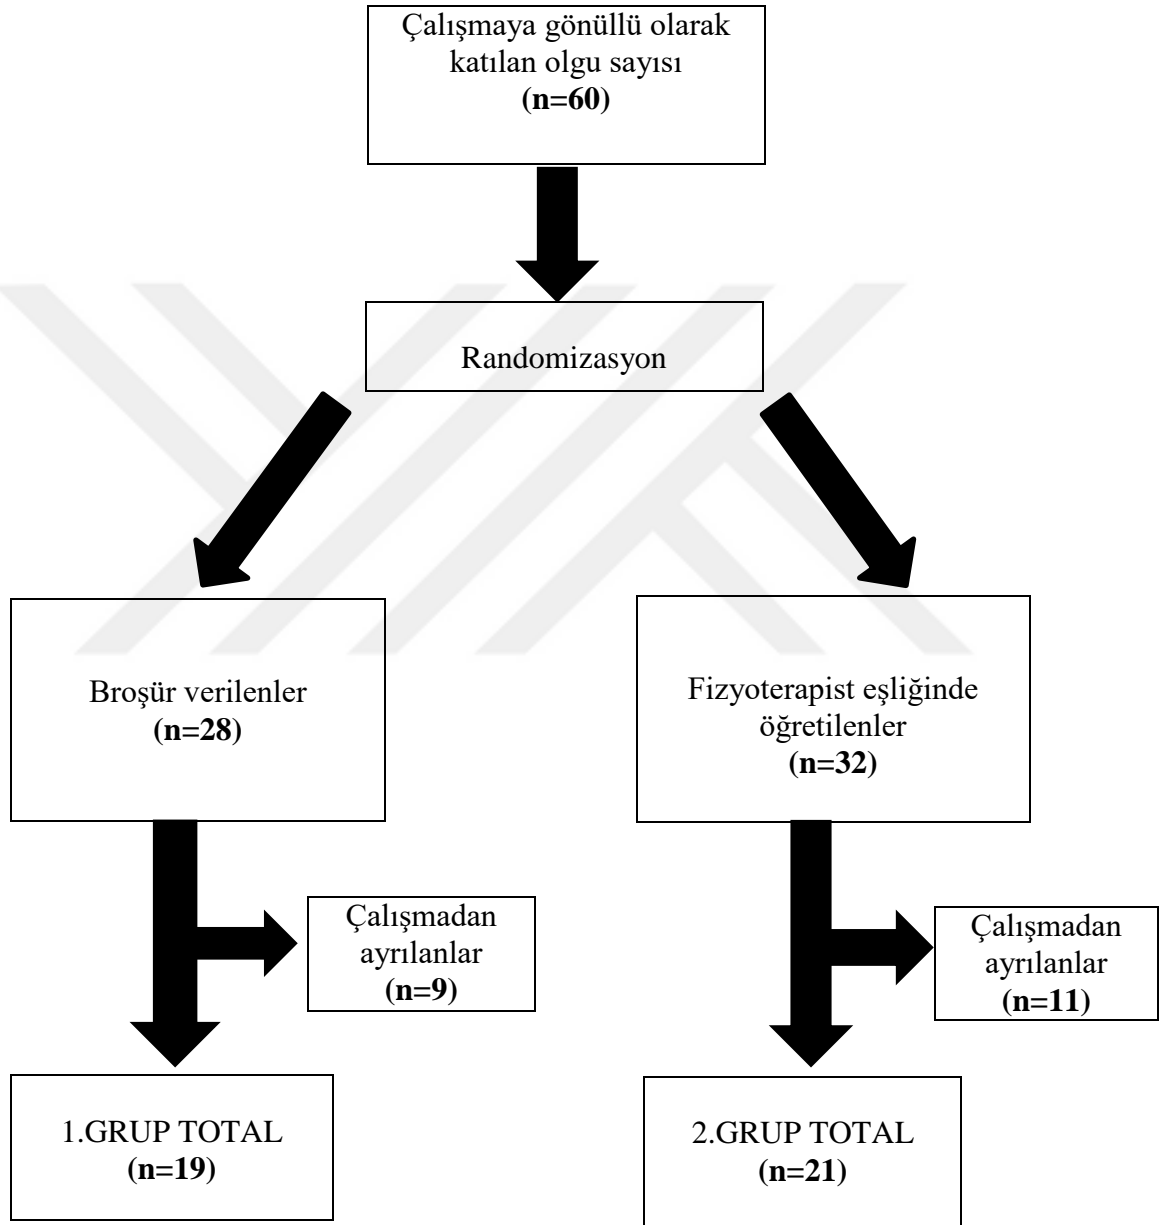 Çalışmaya gönüllü olarak
katılan olgu sayısı
(n=60)
Randomizasyon
Broşür verilenler
(n=28)
Fizyoterapist eşliğinde
öğretilenler
(n=32)
Çalışmadan
ayrılanlar
(n=9)
Çalışmadan
ayrılanlar
(n=11)
1.GRUP TOTAL
(n=19)
2.GRUP TOTAL
(n=21)